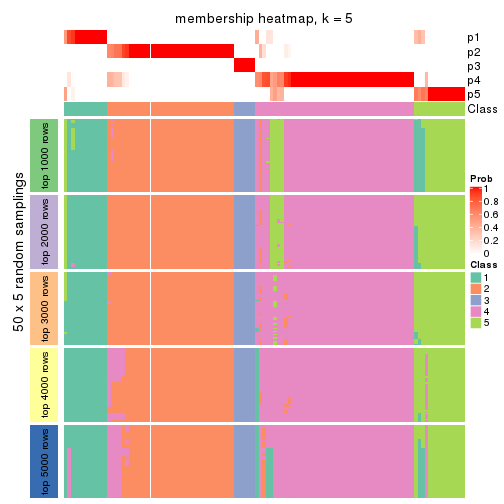 membership heatmap, k = 5
p1
p2
p3
p4
p5
Class
50 x 5 random samplings
top 1000 rows
top 2000 rows
top 3000 rows
top 4000 rows
top 5000 rows
Prob
1
0.8
0.6
0.4
0.2
0
Class
1
2
3
4
5